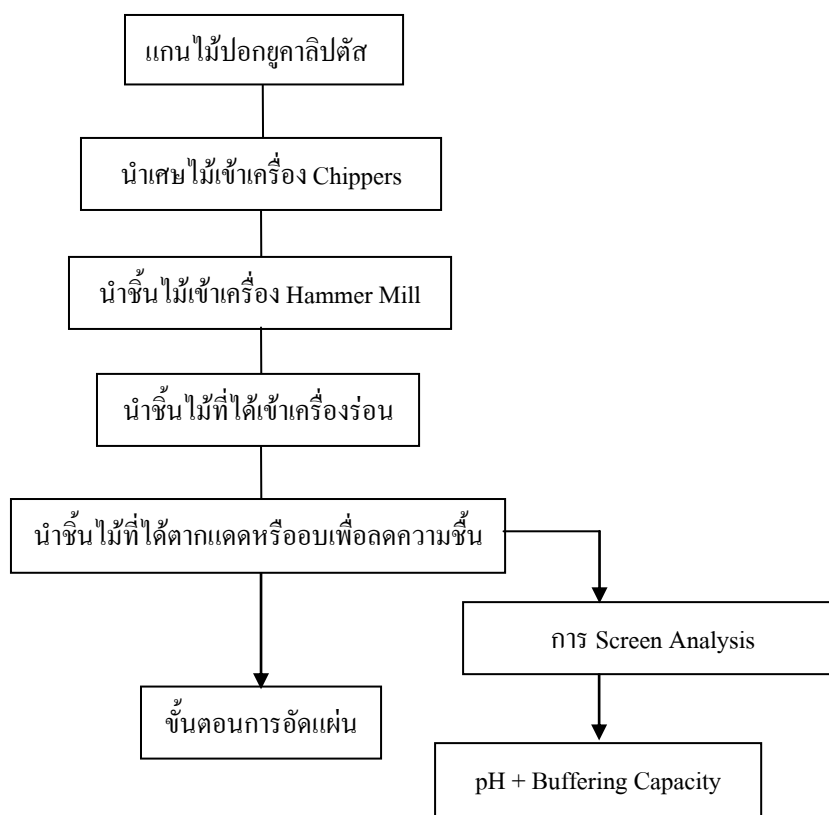 แกนไม้ปอกยูคาลิปตัส
นำเศษไม้เข้าเครื่อง Chippers
นำชิ้นไม้เข้าเครื่อง Hammer Mill
นำชิ้นไม้ที่ได้เข้าเครื่องร่อน
นำชิ้นไม้ที่ได้ตากแดดหรืออบเพื่อลดความชื้น
การ Screen Analysis
ขั้นตอนการอัดแผ่น
pH + Buffering Capacity